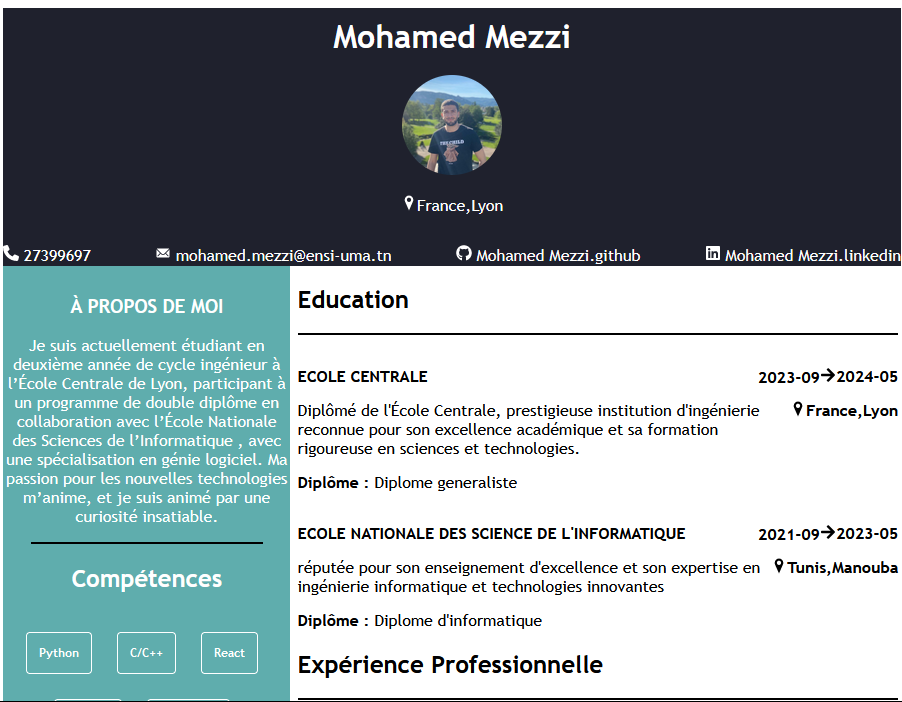 Mohamed Mezzi
France,Lyon
27399697
mohamed.mezzi@ensi-uma.tn
Mohamed Mezzi.github
Mohamed Mezzi.linkedin
À PROPOS DE MOI
Je suis actuellement étudiant en
deuxième année de cycle ingénieur à
l’École Centrale de Lyon, participant à
un programme de double diplôme en
collaboration avec l’École Nationale
des Sciences de l’Informatique , avec
une spécialisation en génie logiciel. Ma
passion pour les nouvelles technologies
m’anime, et je suis animé par une
curiosité insatiable.
Compétences
Python
C/C++
React
Education
ECOLE CENTRALE
2023-09→2024-05
Diplômé de l'École Centrale, prestigieuse institution d'ingénierie
reconnue pour son excellence académique et sa formation
rigoureuse en sciences et technologies.
France,Lyon
Diplôme : Diplome generaliste
ECOLE NATIONALE DES SCIENCE DE L'INFORMATIQUE
2021-09→2023-05
réputée pour son enseignement d'excellence et son expertise en
ingénierie informatique et technologies innovantes
Tunis,Manouba
Diplôme : Diplome d'informatique
Expérience Professionnelle